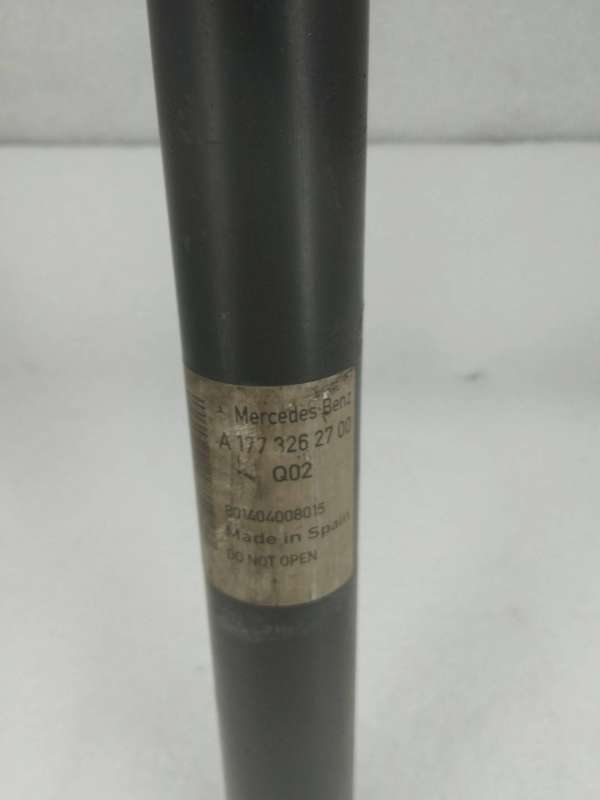 Mercedes-Benz
A 177 326 27 00
Q02
801404008015
Made in Spain
DO NOT OPEN